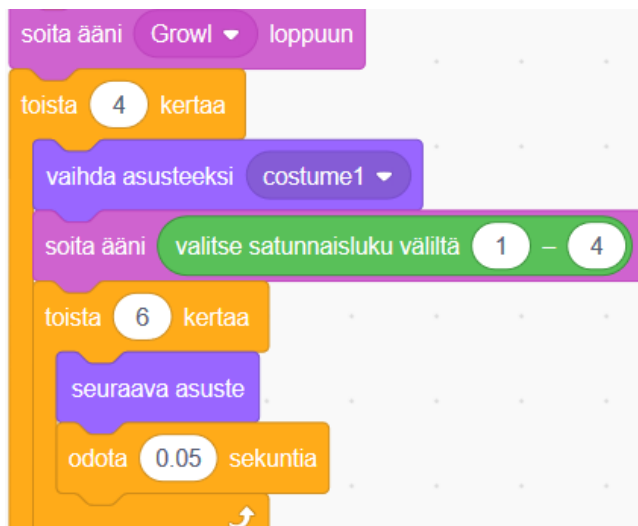 soita ääni Growl loppuun
toista 4 kertaa
vaihda asusteeksi costume1
soita ääni valitse satunnaisluku väliltä 1 – 4
toista 6 kertaa
seuraava asuste
odota 0.05 sekuntia